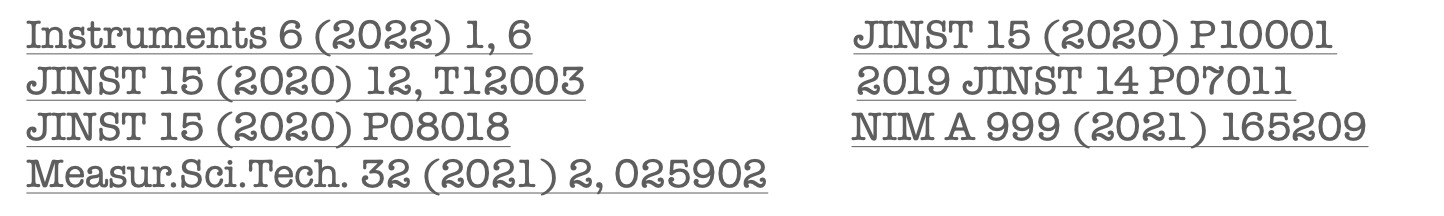 Instruments 6 (2022) 1, 6
JINST 15 (2020) 12, T12003
JINST 15 (2020) P08018
Measur.Sci.Tech. 32 (2021) 2, 025902
JINST 15 (2020) P10001
2019 JINST 14 P07011
NIM A 999 (2021) 165209